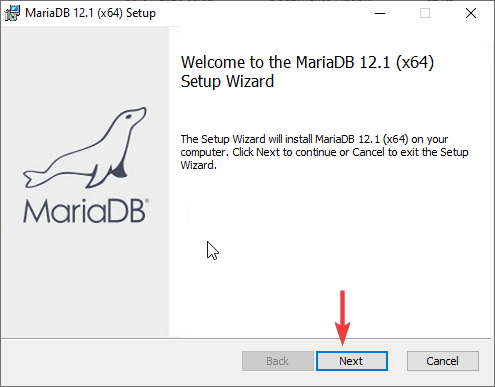 MariaDB 12.1 (x64) Setup
Welcome to the MariaDB 12.1 (x64)
Setup Wizard
The Setup Wizard will install MariaDB 12.1 (x64) on your
computer. Click Next to continue or Cancel to exit the Setup
Wizard.
MariaDB®
Back
Next
Cancel